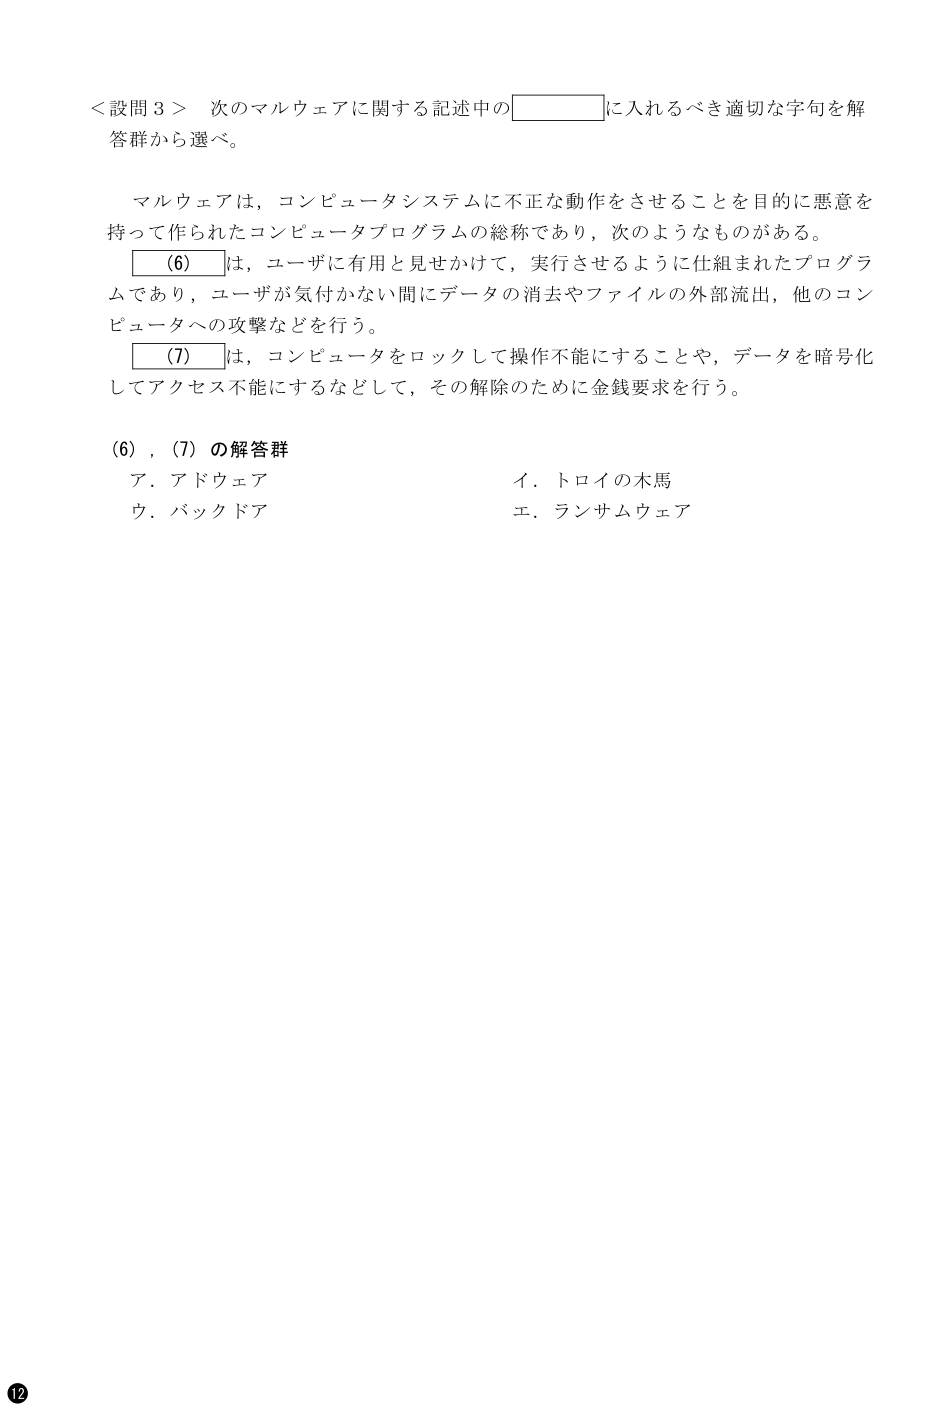 ＜設問３＞　次のマルウェアに関する記述中の　　　　に入れるべき適切な字句を解
答群から選べ。
マルウェアは，コンピュータシステムに不正な動作をさせることを目的に悪意を
持って作られたコンピュータプログラムの総称であり，次のようなものがある。
(6)は，ユーザに有用と見せかけて，実行させるように仕組まれたプログラ
ムであり，ユーザが気付かない間にデータの消去やファイルの外部流出，他のコン
ピュータへの攻撃などを行う。
(7)は，コンピュータをロックして操作不能にすることや，データを暗号化
してアクセス不能にするなどして，その解除のために金銭要求を行う。
(6)，(7) の解答群
ア．アドウェア　イ．トロイの木馬
ウ．バックドア　エ．ランサムウェア
12